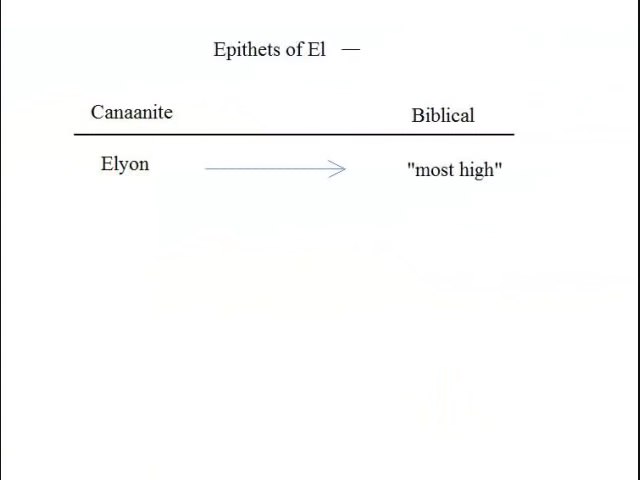 Epithets of El —
Canaanite Biblical
Elyon "most high"